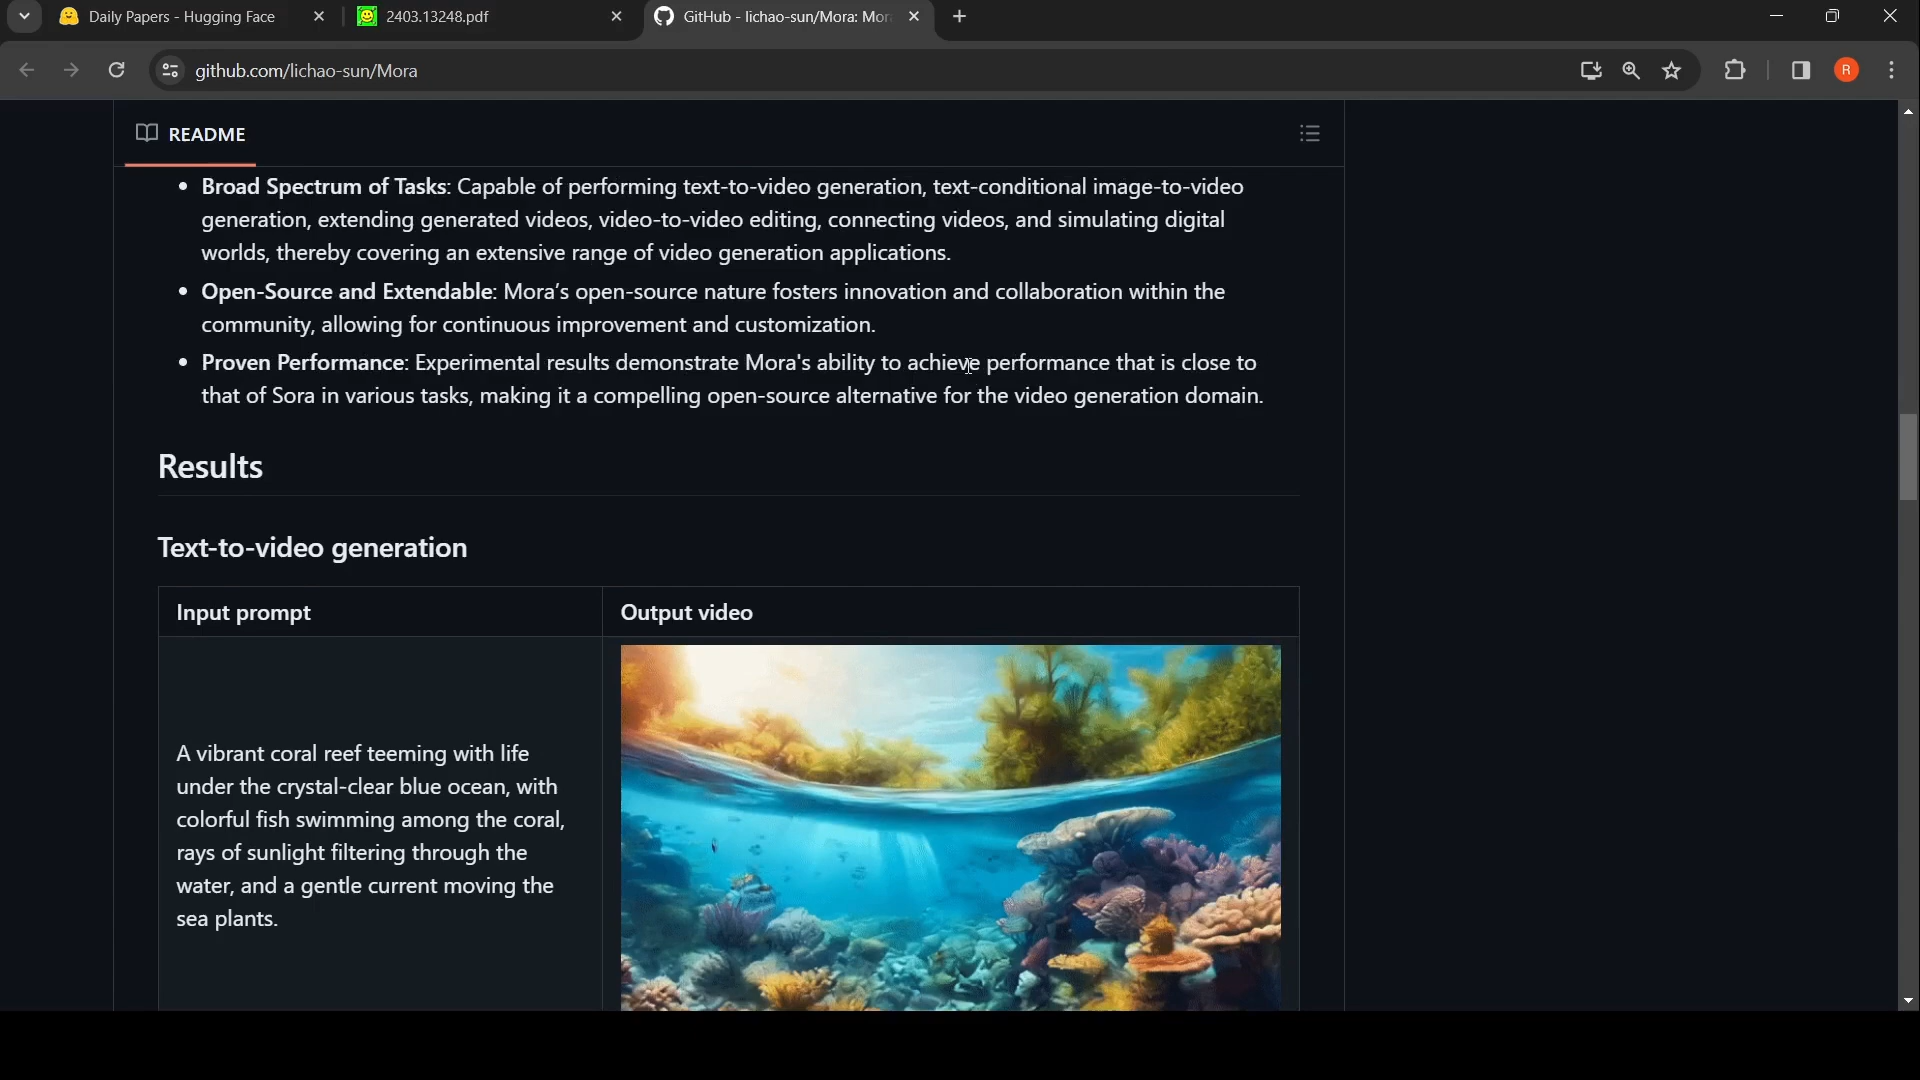 Daily Papers - Hugging Face
2403.13248.pdf
GitHub - lichao-sun/Mora: Mor
github.com/lichao-sun/Mora
R
README
• Broad Spectrum of Tasks: Capable of performing text-to-video generation, text-conditional image-to-video
generation, extending generated videos, video-to-video editing, connecting videos, and simulating digital
worlds, thereby covering an extensive range of video generation applications.
• Open-Source and Extendable: Mora’s open-source nature fosters innovation and collaboration within the
community, allowing for continuous improvement and customization.
• Proven Performance: Experimental results demonstrate Mora's ability to achieve performance that is close to
that of Sora in various tasks, making it a compelling open-source alternative for the video generation domain.
Results
Text-to-video generation
Input prompt
Output video
A vibrant coral reef teeming with life
under the crystal-clear blue ocean, with
colorful fish swimming among the coral,
rays of sunlight filtering through the
water, and a gentle current moving the
sea plants.